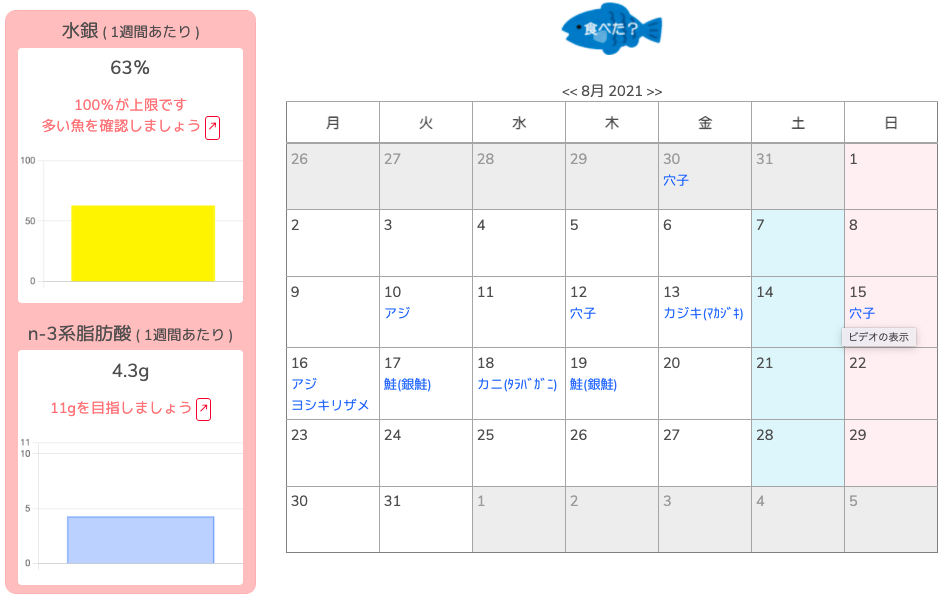 水銀 ( 1週間あたり )
63%
100%が上限です
多い魚を確認しましょう
100
50
0
n-3系脂肪酸 ( 1週間あたり )
4.3g
11gを目指しましょう
11
10
5
0
食べた？
<< 8月 2021 >>
月 火 水 木 金 土 日
26 27 28 29 30 31 1
穴子
2 3 4 5 6 7 8
9 10 11 12 13 14 15
アジ 穴子 カジキ(ﾏｶｼﾞｷ) 穴子
ビデオの表示
16 17 18 19 20 21 22
アジ 鮭(銀鮭) カニ(ﾀﾗﾊﾞｶﾞﾆ) 鮭(銀鮭)
ヨシキリザメ
23 24 25 26 27 28 29
30 31 1 2 3 4 5